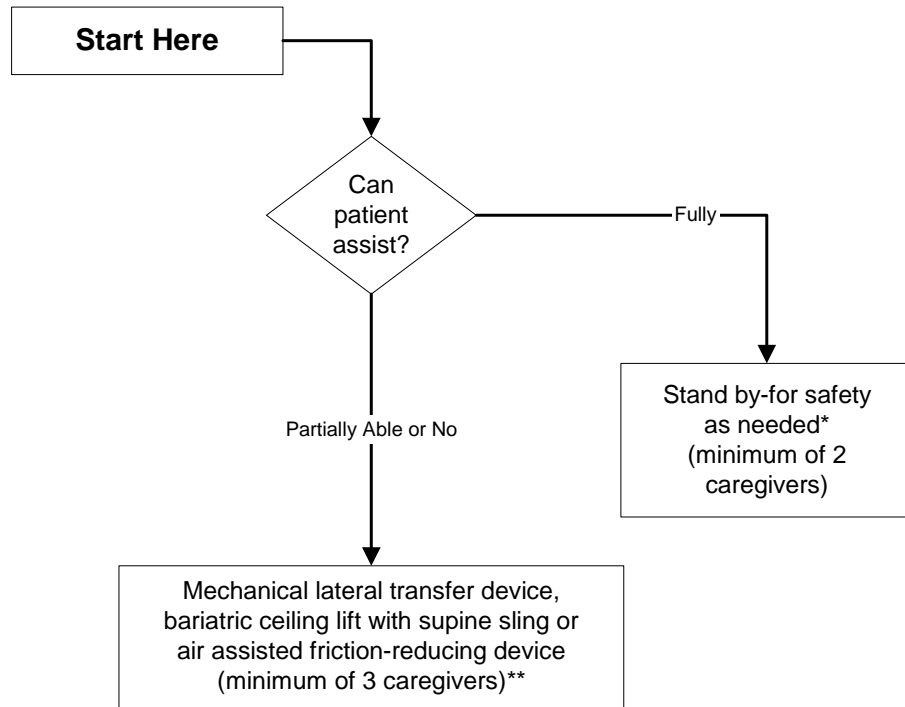 Start Here
Can
patient
assist?
Fully
Stand by-for safety
as needed*
(minimum of 2
caregivers)
Partially Able or No
Mechanical lateral transfer device,
bariatric ceiling lift with supine sling or
air assisted friction-reducing device
(minimum of 3 caregivers)**